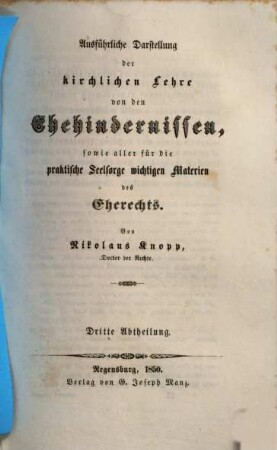 Ausführliche Darstellung
der
kirchlichen Lehre
von den
Ehehindernissen,
sowie aller für die
praktische Seelsorge wichtigen Materien
des
Eherechts.
Von
Nikolaus Knopp,
Doctor der Rechte.
Dritte Abtheilung.
Regensburg, 1850.
Verlag von G. Joseph Manz.